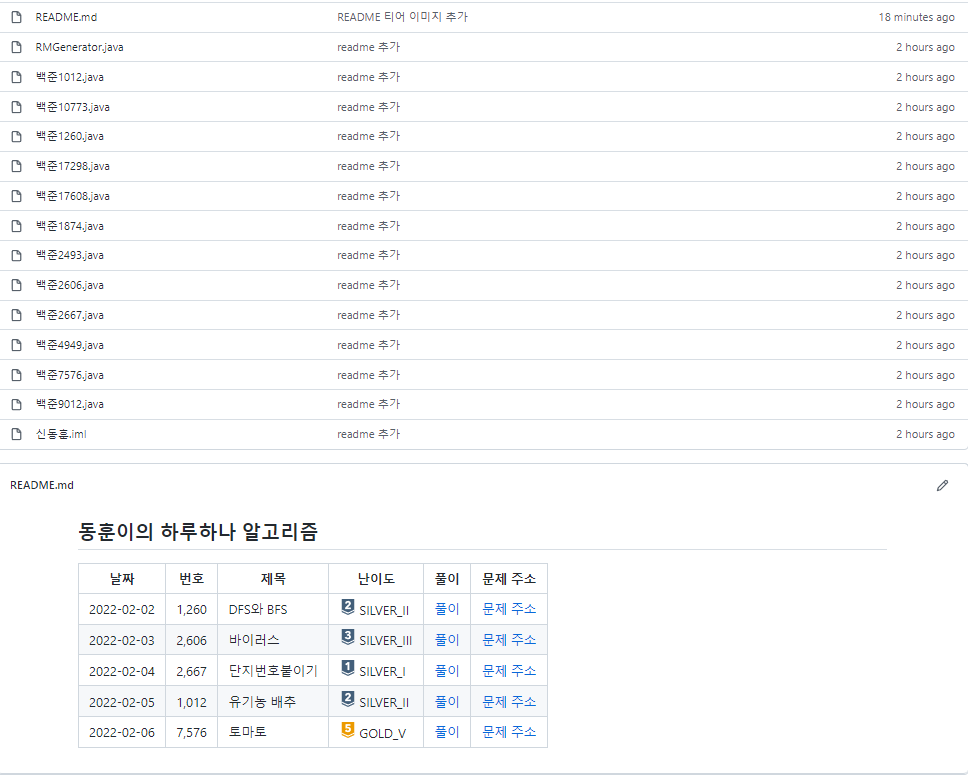 README.md README 티어 이미지 추가 18 minutes ago
RMGenerator.java readme 추가 2 hours ago
백준1012.java readme 추가 2 hours ago
백준10773.java readme 추가 2 hours ago
백준1260.java readme 추가 2 hours ago
백준17298.java readme 추가 2 hours ago
백준17608.java readme 추가 2 hours ago
백준1874.java readme 추가 2 hours ago
백준2493.java readme 추가 2 hours ago
백준2606.java readme 추가 2 hours ago
백준2667.java readme 추가 2 hours ago
백준4949.java readme 추가 2 hours ago
백준7576.java readme 추가 2 hours ago
백준9012.java readme 추가 2 hours ago
신동훈.iml readme 추가 2 hours ago
README.md
동훈이의 하루하나 알고리즘
날짜 번호 제목 난이도 풀이 문제 주소
2022-02-02 1,260 DFS와 BFS 2 SILVER_II 풀이 문제 주소
2022-02-03 2,606 바이러스 3 SILVER_III 풀이 문제 주소
2022-02-04 2,667 단지번호붙이기 1 SILVER_I 풀이 문제 주소
2022-02-05 1,012 유기농 배추 2 SILVER_II 풀이 문제 주소
2022-02-06 7,576 토마토 5 GOLD_V 풀이 문제 주소